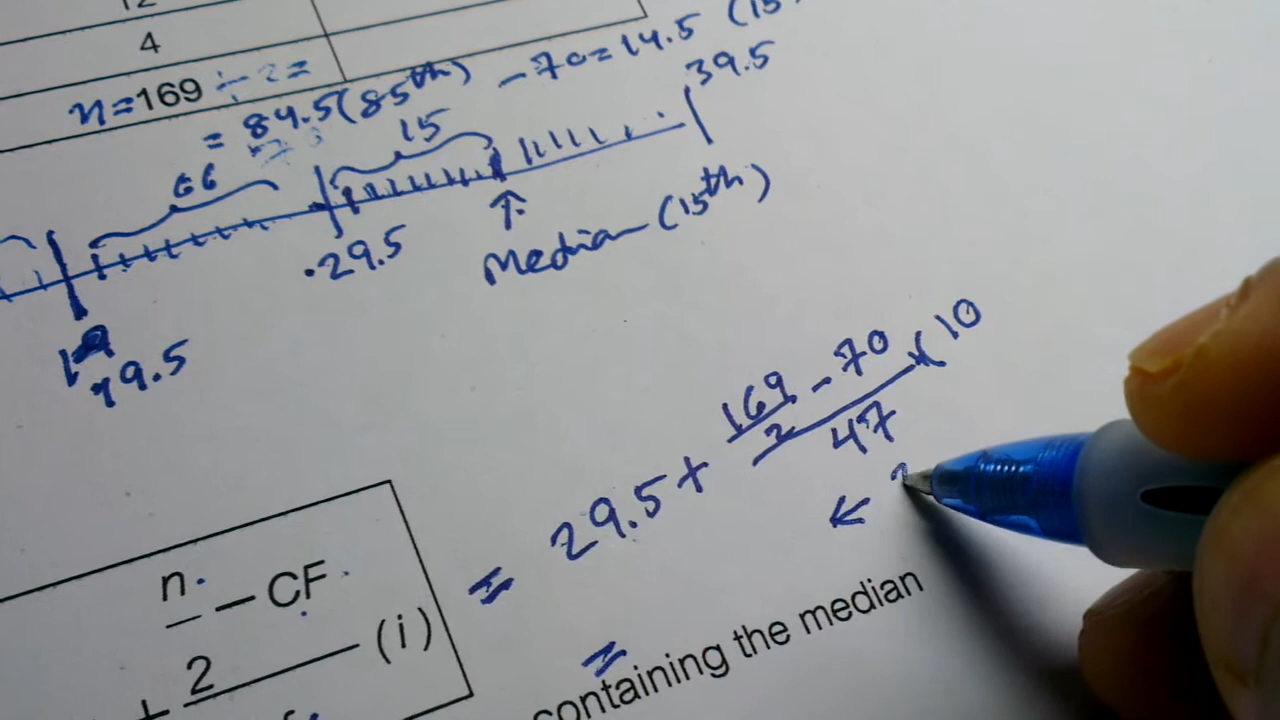 12
4
n=169 ÷ 2 =
= 84.5(85th) - 70 = 14.5 (15
66
15
39.5
29.5
Median (15th)
19.5
= 29.5 + 169/2 - 70 / 47 × 10
n/2 - CF (i)
+
=
containing the median